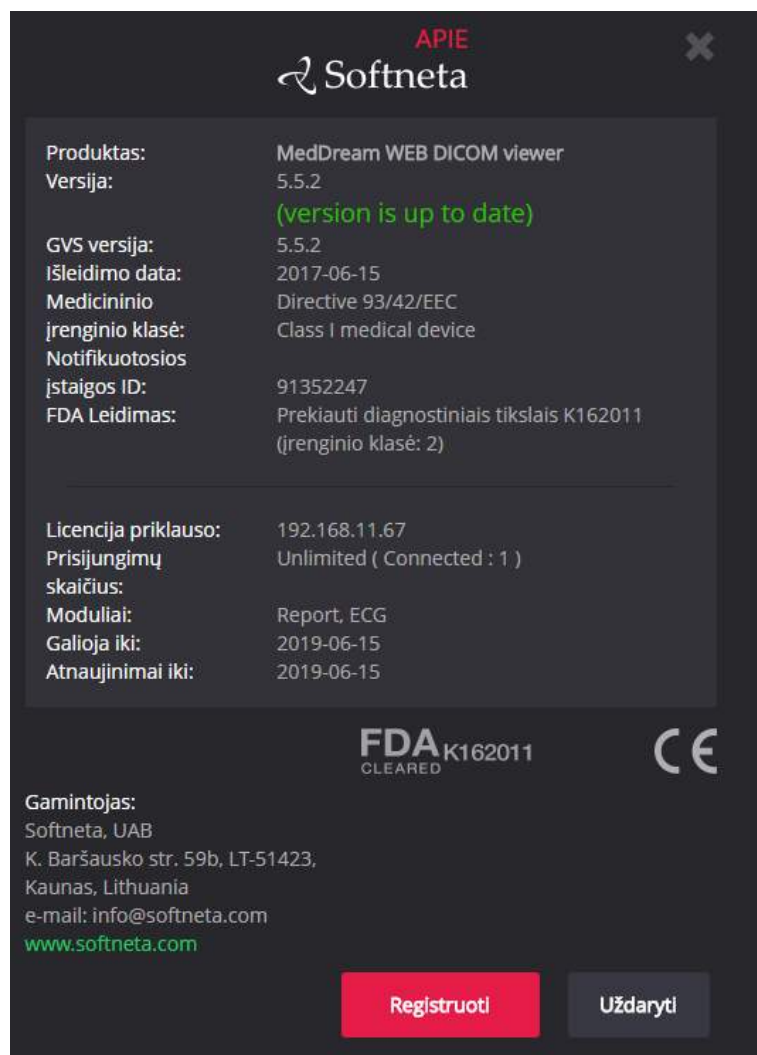 APIE
Softneta
Produktas: MedDream WEB DICOM viewer
Versija: 5.5.2
(version is up to date)
GVS versija: 5.5.2
Išleidimo data: 2017-06-15
Medicininio Directive 93/42/EEC
įrenginio klasė: Class I medical device
Notifikuotosios
įstaigos ID: 91352247
FDA Leidimas: Prekiauti diagnostiniais tikslais K162011
(įrenginio klasė: 2)
Licencija priklauso: 192.168.11.67
Prisijungimų Unlimited ( Connected : 1 )
skaičius:
Moduliai: Report, ECG
Galioja iki: 2019-06-15
Atnaujinimai iki: 2019-06-15
FDA K162011
CLEARED
CE
Gamintojas:
Softneta, UAB
K. Baršausko str. 59b, LT-51423,
Kaunas, Lithuania
e-mail: info@softneta.com
www.softneta.com
Registruoti Uždaryti